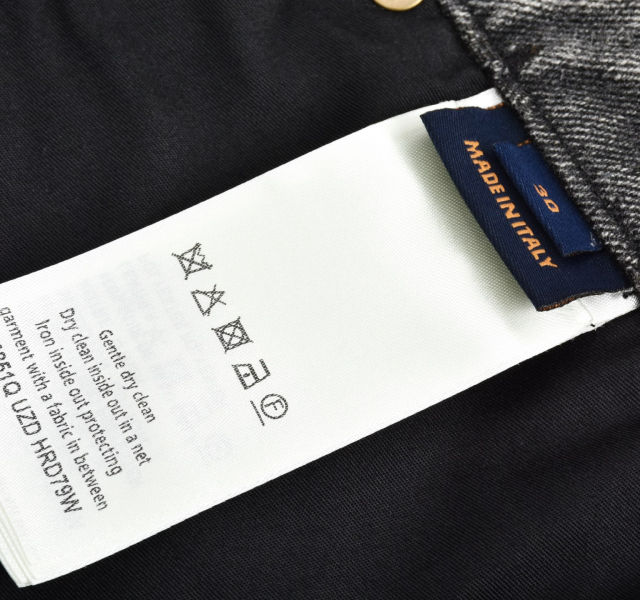 MADE IN ITALY
30
F
Gentle dry clean
Dry clean inside out in a net
Iron inside out protecting
garment with a fabric in between
UZD HRD79W